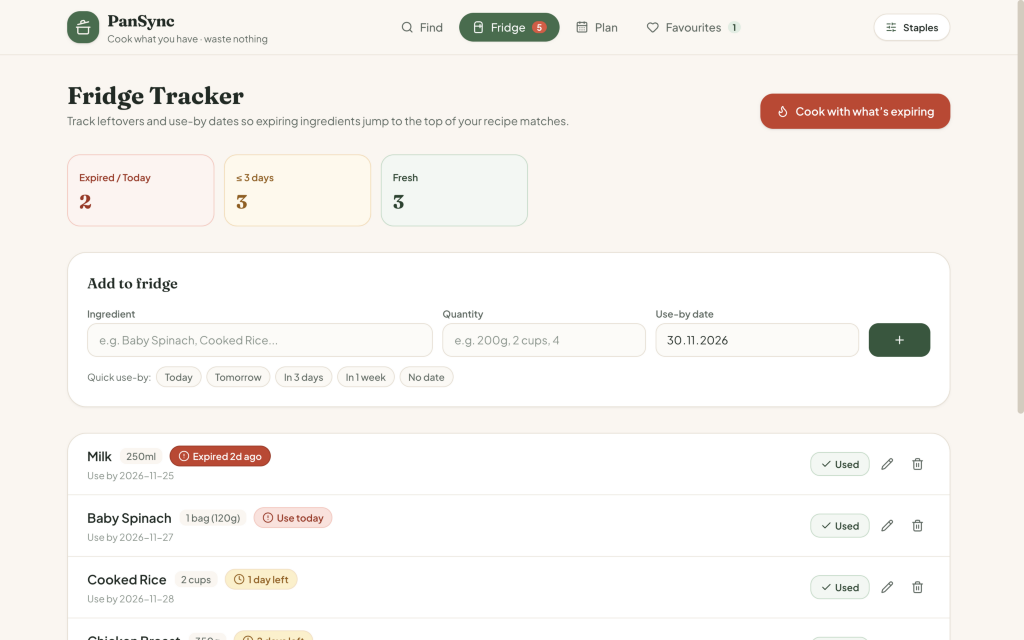 PanSync
Cook what you have · waste nothing
Find
Fridge 5
Plan
Favourites 1
Staples
Fridge Tracker
Track leftovers and use-by dates so expiring ingredients jump to the top of your recipe matches.
Cook with what's expiring
Expired / Today
2
≤ 3 days
3
Fresh
3
Add to fridge
Ingredient
Quantity
Use-by date
e.g. Baby Spinach, Cooked Rice...
e.g. 200g, 2 cups, 4
30.11.2026
+
Quick use-by: Today Tomorrow In 3 days In 1 week No date
Milk 250ml Expired 2d ago
Use by 2026-11-25
Used
Baby Spinach 1 bag (120g) Use today
Use by 2026-11-27
Used
Cooked Rice 2 cups 1 day left
Use by 2026-11-28
Used
Chicken Breast 350g 2 days left